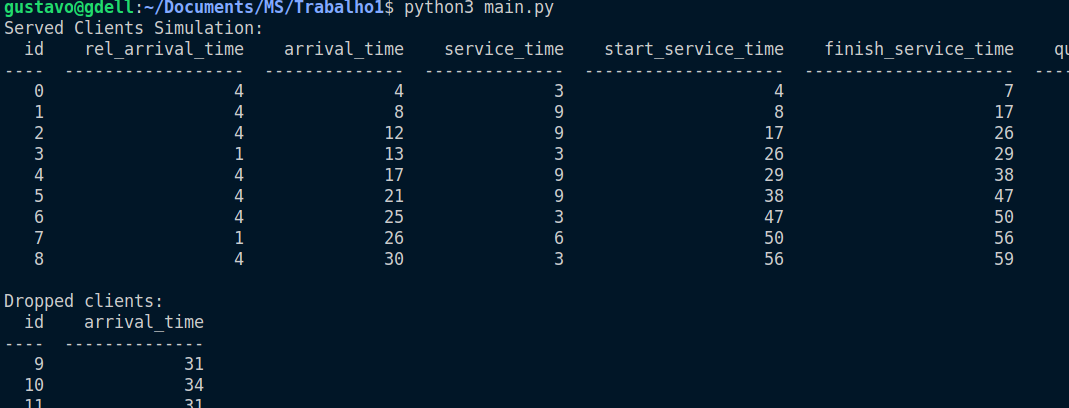 gustavo@gdell:~/Documents/MS/Trabalho1$ python3 main.py
Served Clients Simulation:
  id    rel_arrival_time    arrival_time    service_time    start_service_time    finish_service_time    qu
----  ------------------  --------------  --------------  --------------------  ---------------------  ----
   0                   4               4               3                     4                      7
   1                   4               8               9                     8                     17
   2                   4              12               9                    17                     26
   3                   1              13               3                    26                     29
   4                   4              17               9                    29                     38
   5                   4              21               9                    38                     47
   6                   4              25               3                    47                     50
   7                   1              26               6                    50                     56
   8                   4              30               3                    56                     59
Dropped clients:
  id    arrival_time
----  --------------
   9              31
  10              34
  11              31